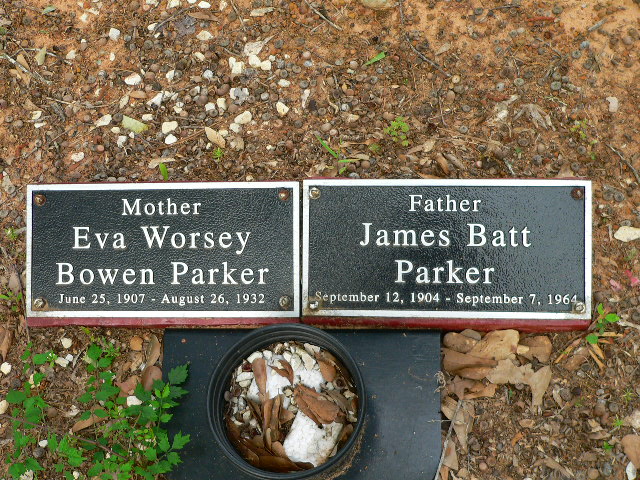 Mother
Eva Worsey
Bowen Parker
June 25, 1907 - August 26, 1932
Father
James Batt
Parker
September 12, 1904 - September 7, 1964